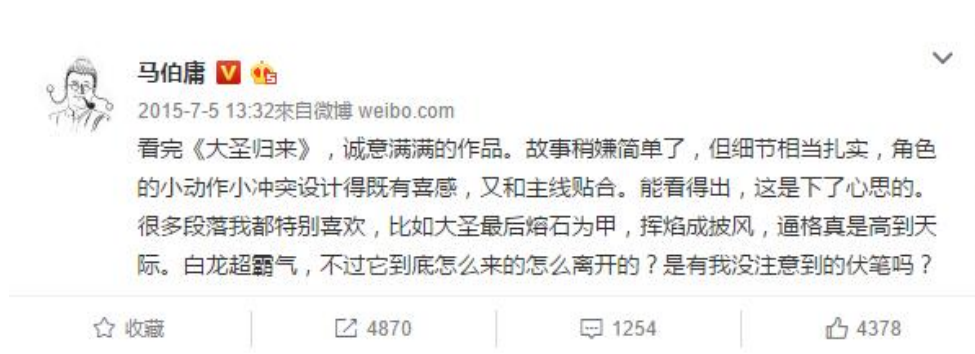 马伯庸 V 5
2015-7-5 13:32來自微博 weibo.com
看完《大圣归来》，诚意满满的作品。故事稍嫌简单了，但细节相当扎实，角色
的小动作小冲突设计得既有喜感，又和主线贴合。能看得出，这是下了心思的。
很多段落我都特别喜欢，比如大圣最后熔石为甲，挥焰成披风，逼格真是高到天
际。白龙超霸气，不过它到底怎么来的怎么离开的？是有我没注意到的伏笔吗？
收藏 4870 1254 4378